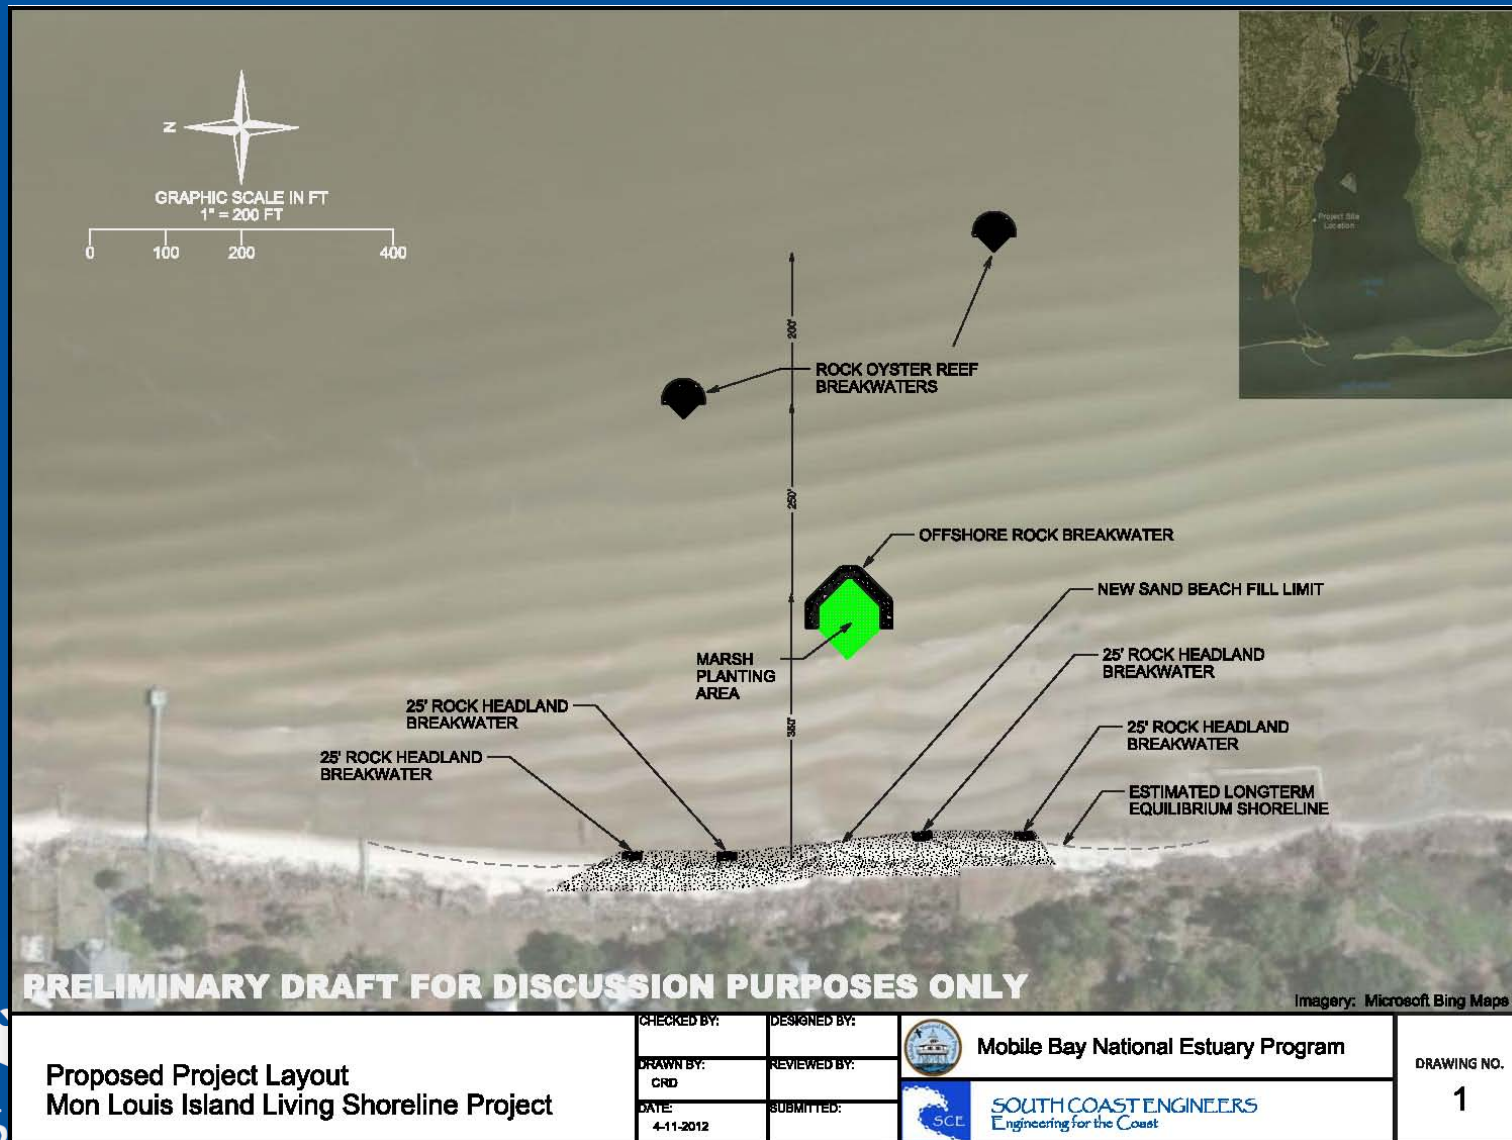 N
GRAPHIC SCALE IN FT
1" = 200 FT
0 100 200 400
Project Site
Location
200'
ROCK OYSTER REEF
BREAKWATERS
250'
OFFSHORE ROCK BREAKWATER
NEW SAND BEACH FILL LIMIT
MARSH
PLANTING
AREA
25' ROCK HEADLAND
BREAKWATER
25' ROCK HEADLAND
BREAKWATER
350'
25' ROCK HEADLAND
BREAKWATER
25' ROCK HEADLAND
BREAKWATER
ESTIMATED LONGTERM
EQUILIBRIUM SHORELINE
PRELIMINARY DRAFT FOR DISCUSSION PURPOSES ONLY
Imagery: Microsoft Bing Maps
Proposed Project Layout
Mon Louis Island Living Shoreline Project
CHECKED BY:
DESIGNED BY:
DRAWN BY:
CRD
REVIEWED BY:
DATE:
4-11-2012
SUBMITTED:
Mobile Bay National Estuary Program
SCE
SOUTH COAST ENGINEERS
Engineering for the Coast
DRAWING NO.
1